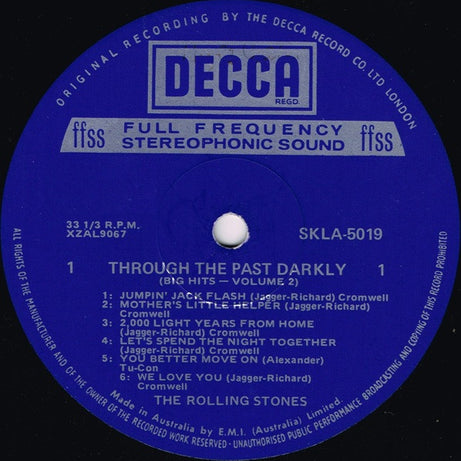 ORIGINAL RECORDING BY THE DECCA RECORD CO LTD LONDON
DECCA
REGD.
ffss FULL FREQUENCY STEREOPHONIC SOUND ffss
33 1/3 R.P.M.
XZAL9067
SKLA-5019
1 THROUGH THE PAST DARKLY 1
(BIG HITS — VOLUME 2)
1: JUMPIN' JACK FLASH (Jagger-Richard) Cromwell
2: MOTHER'S LITTLE HELPER (Jagger-Richard)
Cromwell
3: 2,000 LIGHT YEARS FROM HOME
(Jagger-Richard) Cromwell
4: LET'S SPEND THE NIGHT TOGETHER
(Jagger-Richard) Cromwell
5: YOU BETTER MOVE ON (Alexander)
Tu-Con
6: WE LOVE YOU (Jagger-Richard)
Cromwell
THE ROLLING STONES
Made in Australia by E.M.I. (Australia) Limited
ALL RIGHTS OF THE MANUFACTURER AND OF THE OWNER OF THE RECORDED WORK RESERVED - UNAUTHORISED PUBLIC PERFORMANCE BROADCASTING AND COPYING OF THIS RECORD PROHIBITED